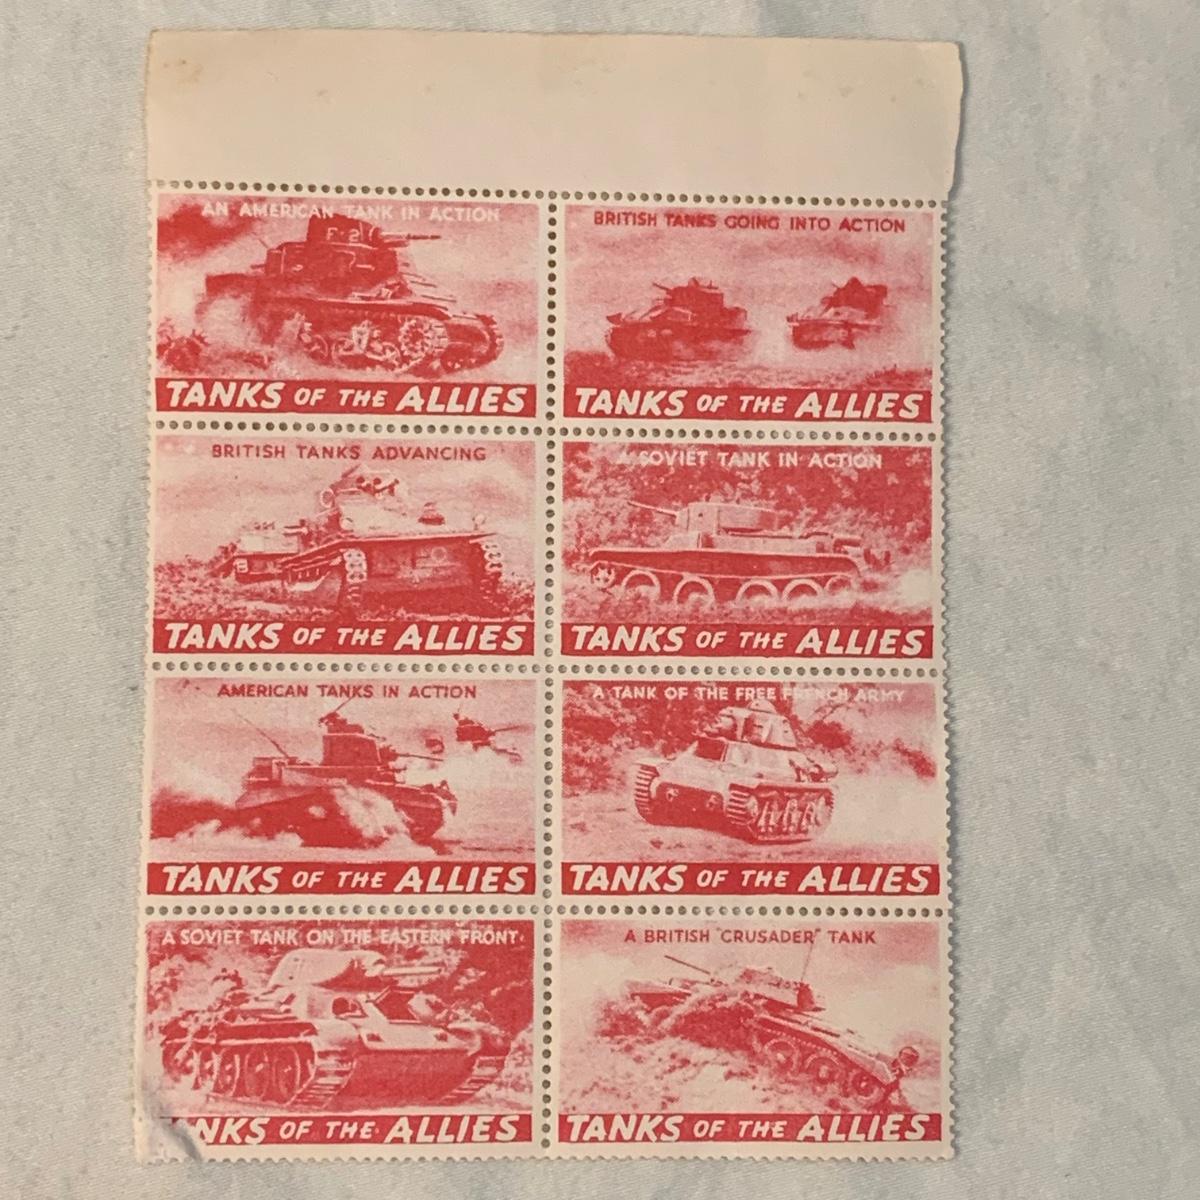 AN AMERICAN TANK IN ACTION
F-2
TANKS OF THE ALLIES
BRITISH TANKS GOING INTO ACTION
TANKS OF THE ALLIES
BRITISH TANKS ADVANCING
TANKS OF THE ALLIES
A SOVIET TANK IN ACTION
TANKS OF THE ALLIES
AMERICAN TANKS IN ACTION
TANKS OF THE ALLIES
A TANK OF THE FREE FRENCH ARMY
TANKS OF THE ALLIES
A SOVIET TANK ON THE EASTERN FRONT.
TANKS OF THE ALLIES
A BRITISH "CRUSADER" TANK
TANKS OF THE ALLIES